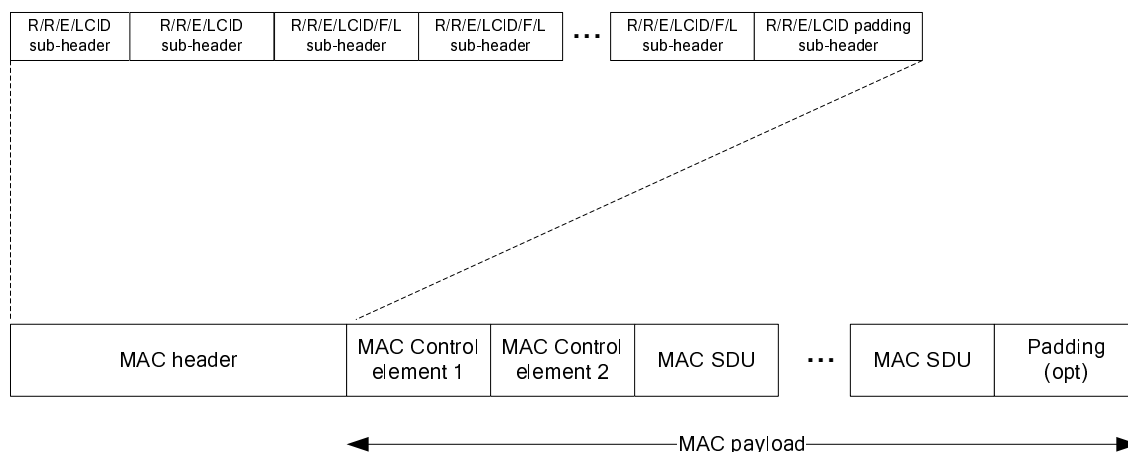 R/R/E/LCID
sub-header
R/R/E/LCID
sub-header
R/R/E/LCID/F/L
sub-header
R/R/E/LCID/F/L
sub-header
...
R/R/E/LCID/F/L
sub-header
R/R/E/LCID padding
sub-header
MAC header
MAC Control
element 1
MAC Control
element 2
MAC SDU
...
MAC SDU
Padding
(opt)
MAC payload